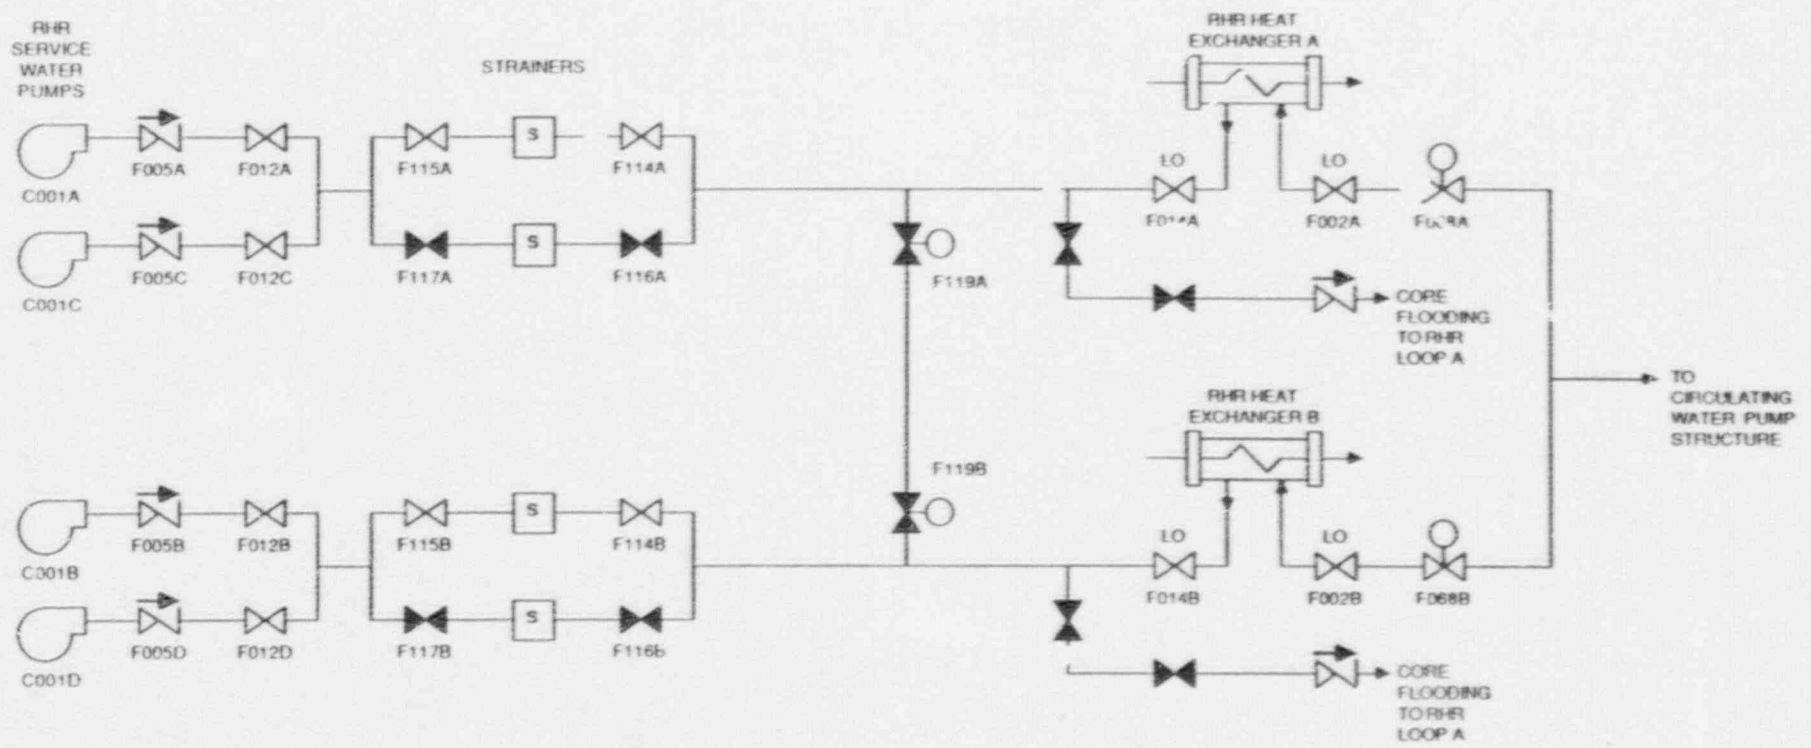 RHR
SERVICE
WATER
PUMPS
STRAINERS
RHR HEAT
EXCHANGER A
S
LO
LO
F005A
F012A
F115A
F114A
F002A
C001A
S
F005C
F012C
F117A
F116A
F119A
C001C
CORE
FLOODING
TO RHR
LOOP A
TO
CIRCULATING
WATER PUMP
STRUCTURE
RHR HEAT
EXCHANGER B
F119B
S
LO
LO
F005B
F012B
F115B
F114B
C001B
F014B
F002B
F068B
S
F005D
F012D
F117B
C001D
CORE
FLOODING
TO RHR
LOOP A